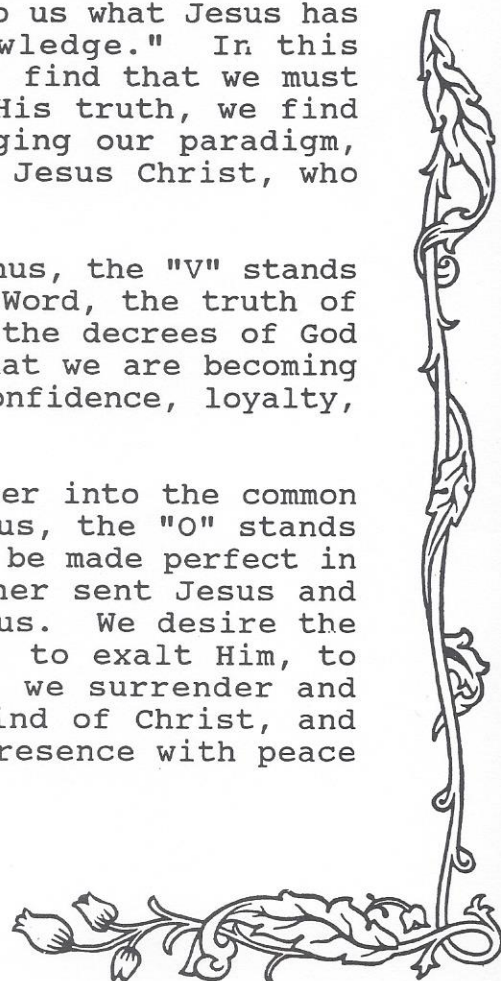 o us what Jesus has
wledge." In this
find that we must
His truth, we find
ging our paradigm,
Jesus Christ, who
nus, the "V" stands
Word, the truth of
the decrees of God
at we are becoming
onfidence, loyalty,
er into the common
us, the "O" stands
be made perfect in
her sent Jesus and
us. We desire the
to exalt Him, to
we surrender and
ind of Christ, and
resence with peace